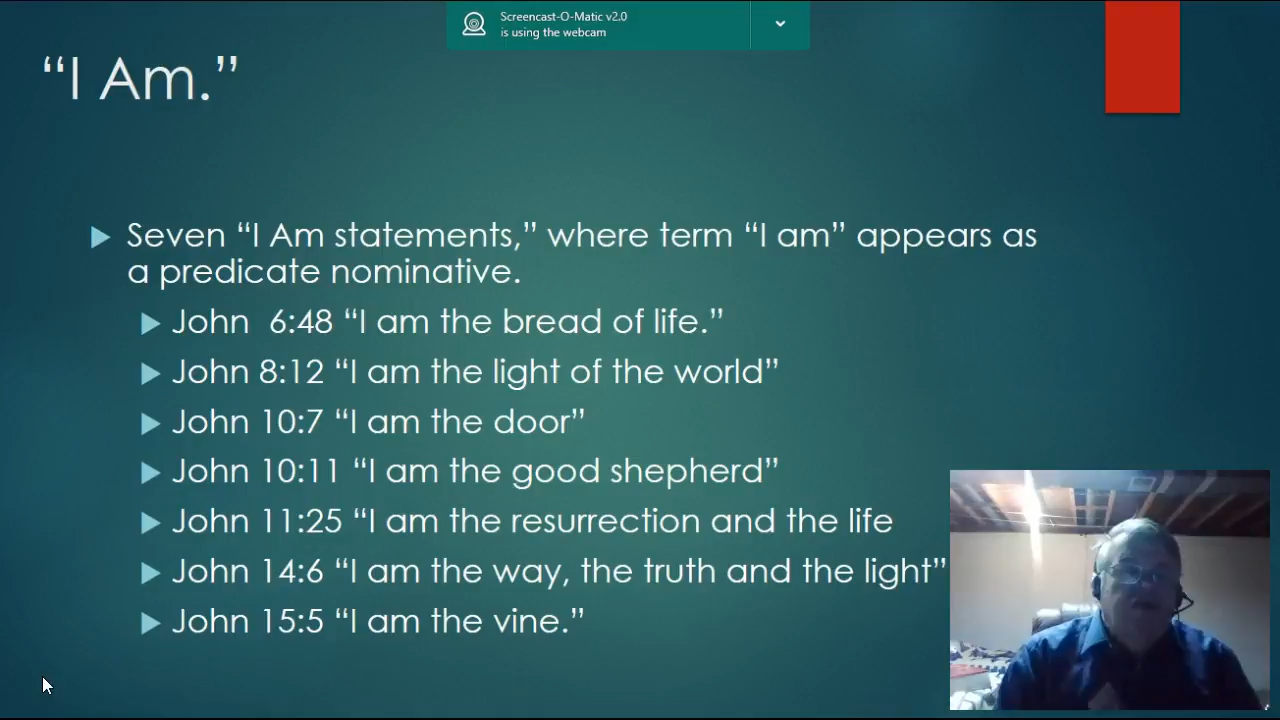 Screencast-O-Matic v2.0
is using the webcam
“I Am.”
Seven “I Am statements,” where term “I am” appears as
a predicate nominative.
John  6:48 “I am the bread of life.”
John 8:12 “I am the light of the world”
John 10:7 “I am the door”
John 10:11 “I am the good shepherd”
John 11:25 “I am the resurrection and the life
John 14:6 “I am the way, the truth and the light”
John 15:5 “I am the vine.”